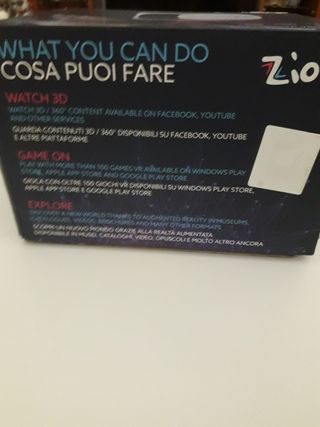 WHAT YOU CAN DO
COSA PUOI FARE
Zio
WATCH 3D
WATCH 3D / 360° CONTENT AVAILABLE ON FACEBOOK, YOUTUBE
AND OTHER SERVICES
GUARDA CONTENUTI 3D / 360° DISPONIBILI SU FACEBOOK, YOUTUBE
E ALTRE PIATTAFORME
GAME ON
PLAY WITH MORE THAN 100 GAMES VR AVAILABLE ON WINDOWS PLAY
STORE, APPLE APP STORE AND GOOGLE PLAY STORE
GIOCA CON OLTRE 100 GIOCHI VR DISPONIBILI SU WINDOWS PLAY STORE,
APPLE APP STORE E GOOGLE PLAY STORE
EXPLORE
DISCOVER A NEW WORLD THANKS TO AUGMENTED REALITY IN MUSEUMS,
CATALOGUES, VIDEOS, BROCHURES AND MANY OTHER FORMATS
SCOPRI UN NUOVO MONDO GRAZIE ALLA REALTÀ AUMENTATA
DISPONIBILE IN MUSEI, CATALOGHI, VIDEO, OPUSCOLI E MOLTO ALTRO ANCORA